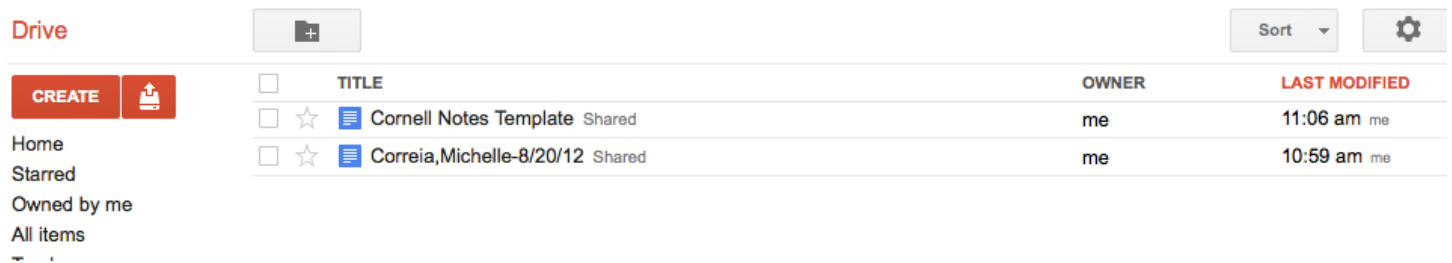 Drive
Sort
CREATE
TITLE OWNER LAST MODIFIED
Cornell Notes Template Shared me 11:06 am me
Correia,Michelle-8/20/12 Shared me 10:59 am me
Home
Starred
Owned by me
All items